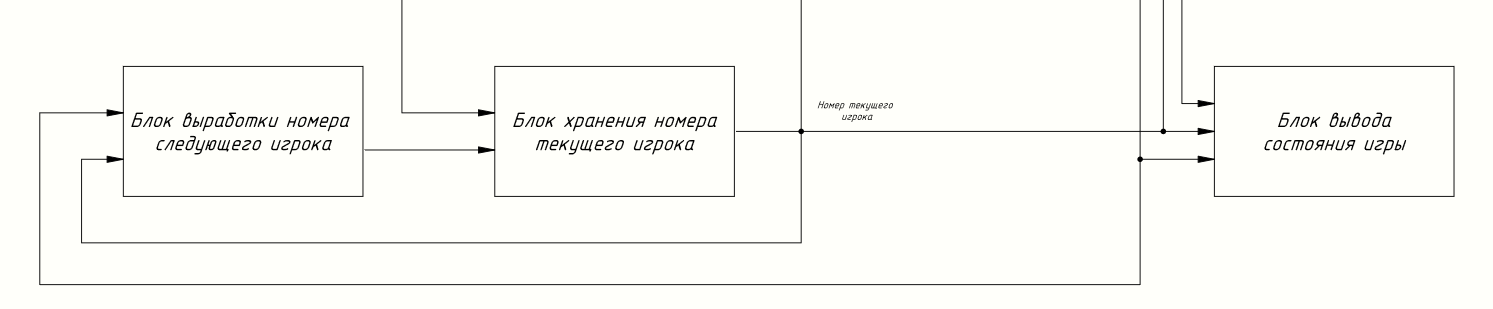 Блок выработки номера
следующего игрока
Блок хранения номера
текущего игрока
Номер текущего
игрока
Блок вывода
состояния игры